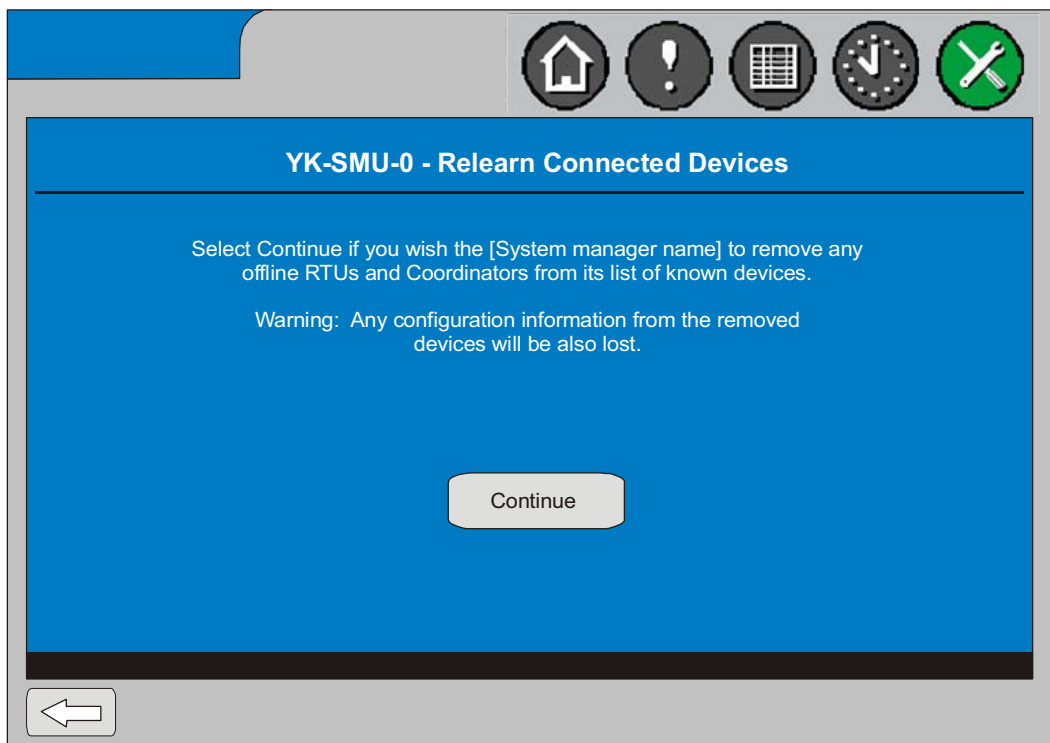 YK-SMU-0 - Relearn Connected Devices
Select Continue if you wish the [System manager name] to remove any
offline RTUs and Coordinators from its list of known devices.
Warning: Any configuration information from the removed
devices will be also lost.
Continue